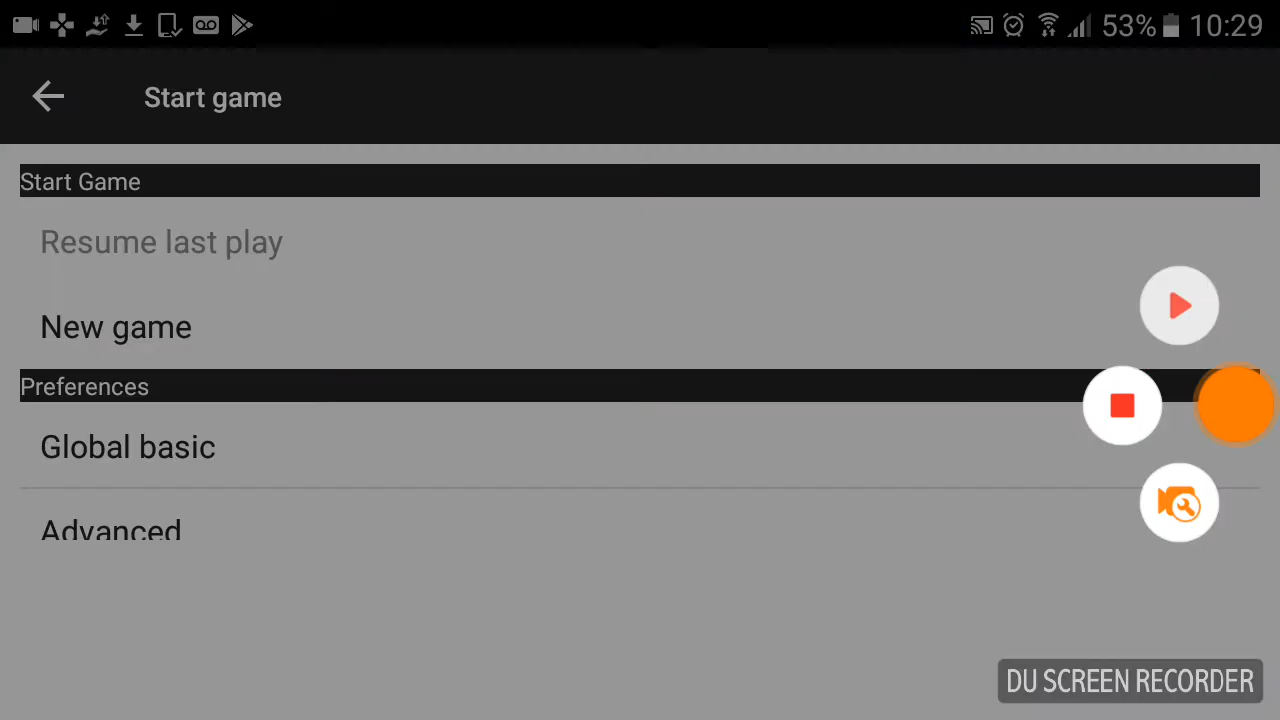 53% 10:29
Start game
Start Game
Resume last play
New game
Preferences
Global basic
Advanced
DU SCREEN RECORDER